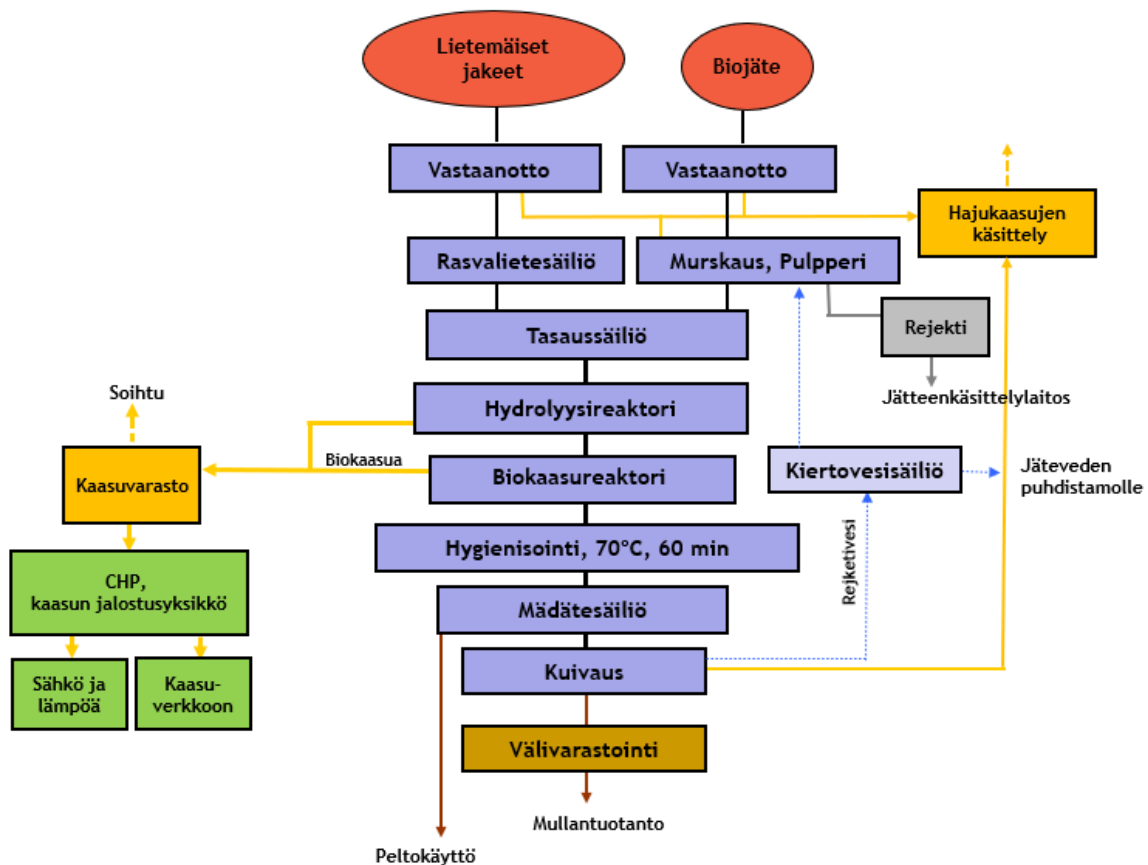 Lietemäiset
jakeet
Biojäte
Vastaanotto
Vastaanotto
Hajukaasujen
käsittely
Rasvalietesäiliö
Murskaus, Pulpperi
Rejekti
Tasaussäiliö
Jätteenkäsittelylaitos
Soihtu
Hydrolyysireaktori
Biokaasua
Kaasuvarasto
Biokaasureaktori
Kiertovesisäiliö
Jäteveden
puhdistamolle
Hygienisointi, 70°C, 60 min
Rejketivesi
CHP,
kaasun jalostusyksikkö
Mädätesäiliö
Sähkö ja
lämpöä
Kaasu-
verkkoon
Kuivaus
Välivarastointi
Mullantuotanto
Peltokäyttö